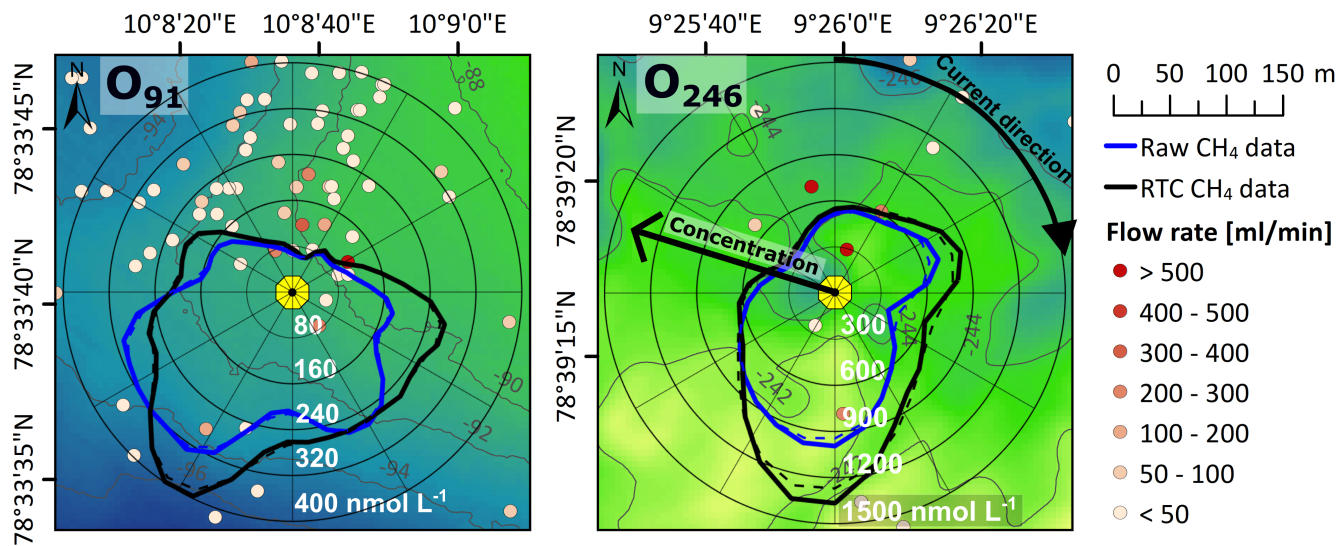 10°8'20"E 10°8'40"E 10°9'0"E
9°25'40"E 9°26'0"E 9°26'20"E
78°33'45"N
78°33'40"N
78°33'35"N
N
O91
-88
-94
-90
-92
-94
-96
80
160
240
320
400 nmol L-1
78°39'20"N
78°39'15"N
N
O246
-246
-244
-244
-244
-242
Current direction
Concentration
300
600
900
1200
1500 nmol L-1
0 50 100 150 m
Raw CH4 data
RTC CH4 data
Flow rate [ml/min]
> 500
400 - 500
300 - 400
200 - 300
100 - 200
50 - 100
< 50